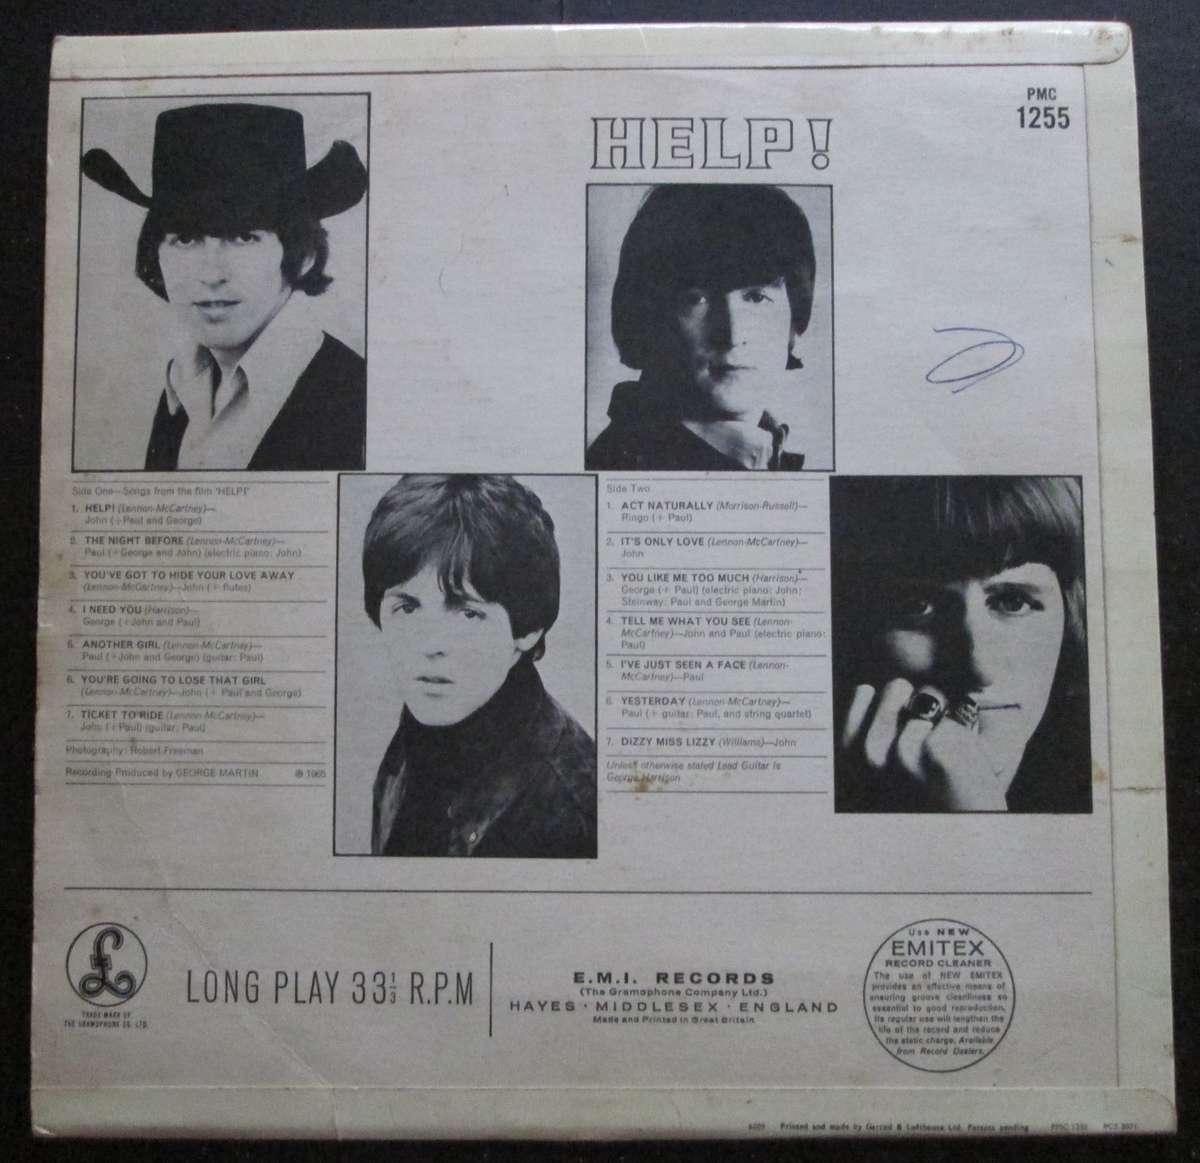 PMC
1255
HELP!
Side One—Songs from the film 'HELP!'
1. HELP! (Lennon-McCartney)—
John (+Paul and George)
2. THE NIGHT BEFORE (Lennon-McCartney)—
Paul (+George and John) (electric piano: John)
3. YOU'VE GOT TO HIDE YOUR LOVE AWAY
(Lennon-McCartney)—John (+ flutes)
4. I NEED YOU (Harrison)—
George (+John and Paul)
5. ANOTHER GIRL (Lennon-McCartney)—
Paul (+John and George) (guitar: Paul)
6. YOU'RE GOING TO LOSE THAT GIRL
(Lennon-McCartney)—John (+ Paul and George)
7. TICKET TO RIDE (Lennon-McCartney)—
John (+Paul) (guitar: Paul)
Photography: Robert Freeman
Recording Produced by GEORGE MARTIN ℗ 1965
Side Two
1. ACT NATURALLY (Morrison-Russell)—
Ringo (+ Paul)
2. IT'S ONLY LOVE (Lennon-McCartney)—
John
3. YOU LIKE ME TOO MUCH (Harrison)—
George (+ Paul) (electric piano: John;
Steinway: Paul and George Martin)
4. TELL ME WHAT YOU SEE (Lennon-
McCartney)—John and Paul (electric piano:
Paul)
5. I'VE JUST SEEN A FACE (Lennon-
McCartney)—Paul
6. YESTERDAY (Lennon-McCartney)—
Paul (+ guitar: Paul, and string quartet)
7. DIZZY MISS LIZZY (Williams)—John
Unless otherwise stated Lead Guitar is
George Harrison
£
TRADE MARK OF
THE GRAMOPHONE CO. LTD.
LONG PLAY 33⅓ R.P.M
E.M.I. RECORDS
(The Gramophone Company Ltd.)
HAYES · MIDDLESEX · ENGLAND
Made and Printed in Great Britain
Use NEW
EMITEX
RECORD CLEANER
The use of NEW EMITEX
provides an effective means of
ensuring groove cleanliness so
essential to good reproduction,
its regular use will lengthen the
life of the record and reduce
the static charge. Available
from Record Dealers.
Printed and made by Garrod & Lofthouse Ltd. Patents pending PMC 1255 PCS 3071